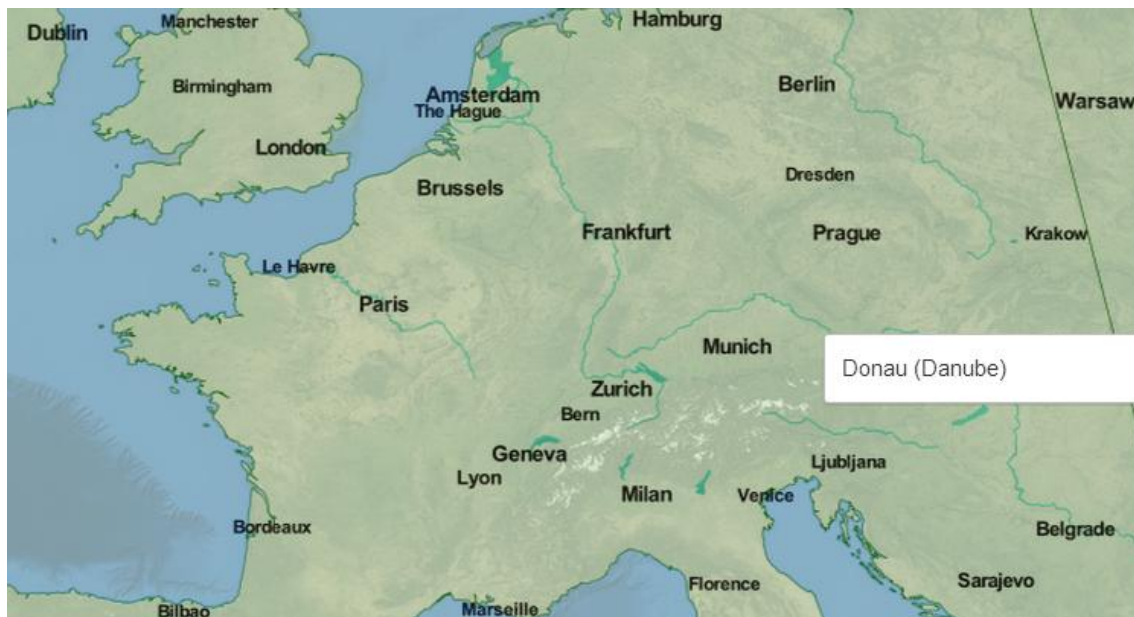 Hamburg
Manchester
Dublin
Birmingham
Berlin
Amsterdam
Warsaw
The Hague
London
Dresden
Brussels
Frankfurt
Prague
Krakow
Le Havre
Paris
Munich
Donau (Danube)
Zurich
Bern
Geneva
Ljubljana
Lyon
Milan
Venice
Bordeaux
Belgrade
Florence
Sarajevo
Bilbao
Marseille